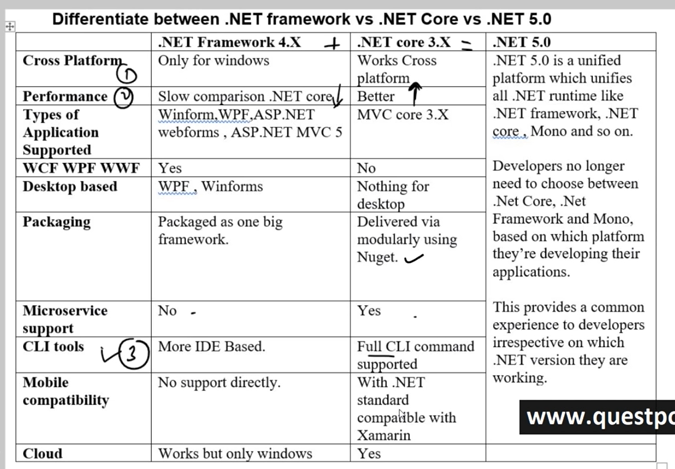 Differentiate between .NET framework vs .NET Core vs .NET 5.0
.NET Framework 4.X + .NET core 3.X = .NET 5.0
Cross Platform 1 Only for windows Works Cross
platform
Performance 2 Slow comparison .NET core Better
Types of Winform,WPF,ASP.NET MVC core 3.X
Application webforms , ASP.NET MVC 5
Supported
WCF WPF WWF Yes No
Desktop based WPF , Winforms Nothing for
desktop
Packaging Packaged as one big Delivered via
framework. modularly using
Nuget.
Microservice No - Yes
support
CLI tools 3 More IDE Based. Full CLI command
supported
Mobile No support directly. With .NET
compatibility standard
compatible with
Xamarin
Cloud Works but only windows Yes
.NET 5.0 is a unified
platform which unifies
all .NET runtime like
.NET framework, .NET
core , Mono and so on.
Developers no longer
need to choose between
.Net Core, .Net
Framework and Mono,
based on which platform
they're developing their
applications.
This provides a common
experience to developers
irrespective on which
.NET version they are
working.
www.questpo